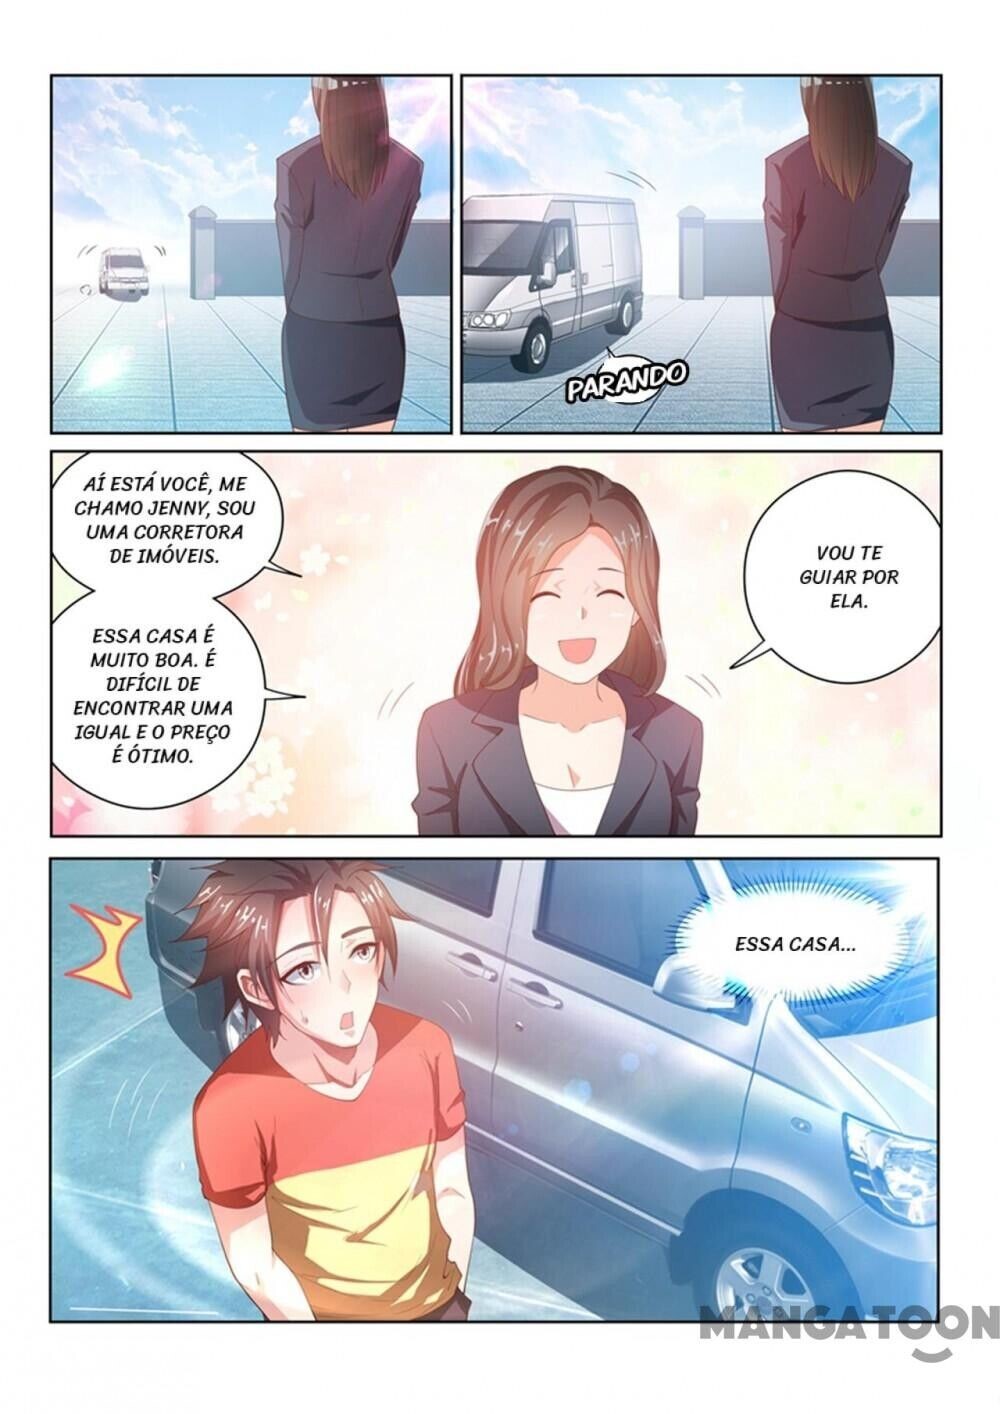 PARANDO
AÍ ESTÁ VOCÊ, ME
CHAMO JENNY, SOU
UMA CORRETORA
DE IMÓVEIS.
ESSA CASA É
MUITO BOA. É
DIFÍCIL DE
ENCONTRAR UMA
IGUAL E O PREÇO
É ÓTIMO.
VOU TE
GUIAR POR
ELA.
ESSA CASA...
MANGATOON